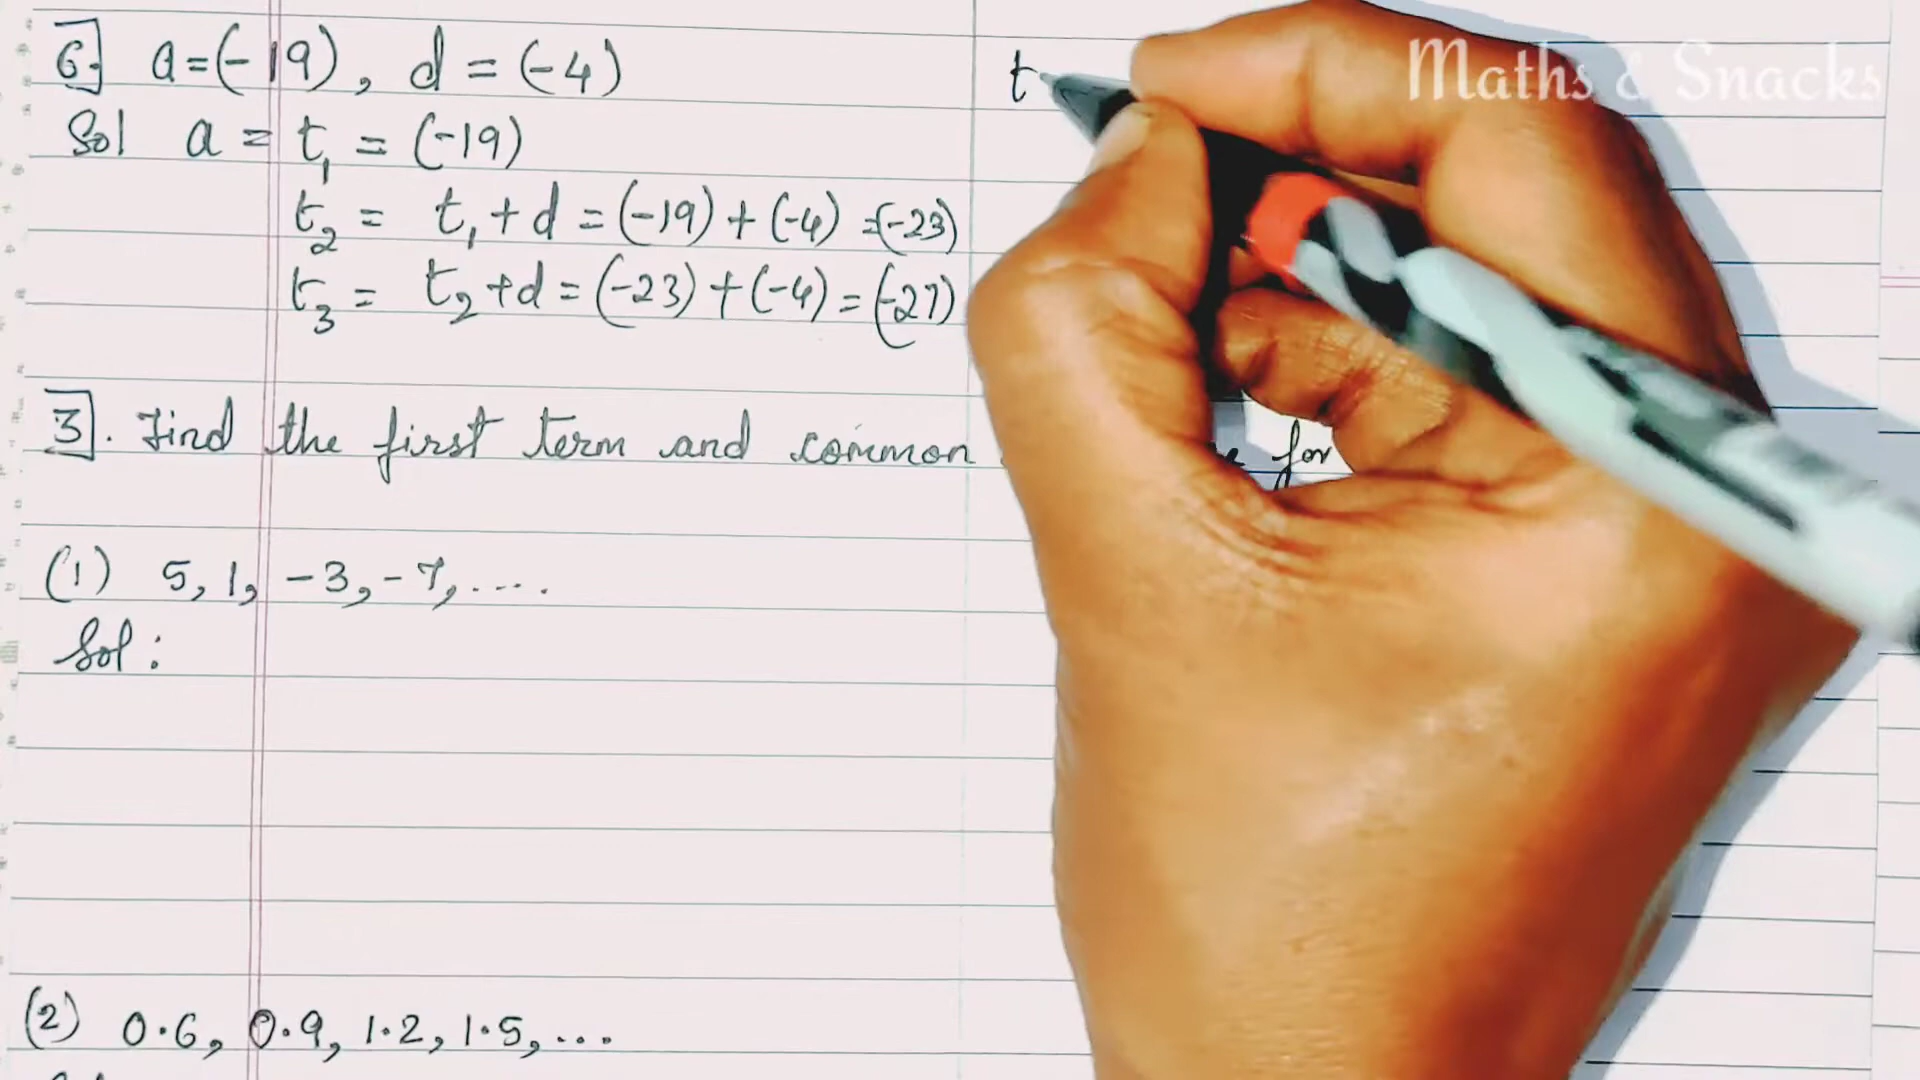 6. a=(-19), d = (-4)
Sol a = t₁ = (-19)
t₂ = t₁ + d = (-19) + (-4) = (-23)
t₃ = t₂ + d = (-23) + (-4) = (-27)
t
Maths & Snacks
3. Find the first term and common for
(1) 5, 1, -3, -7, ....
Sol :
(2) 0.6, 0.9, 1.2, 1.5, ...